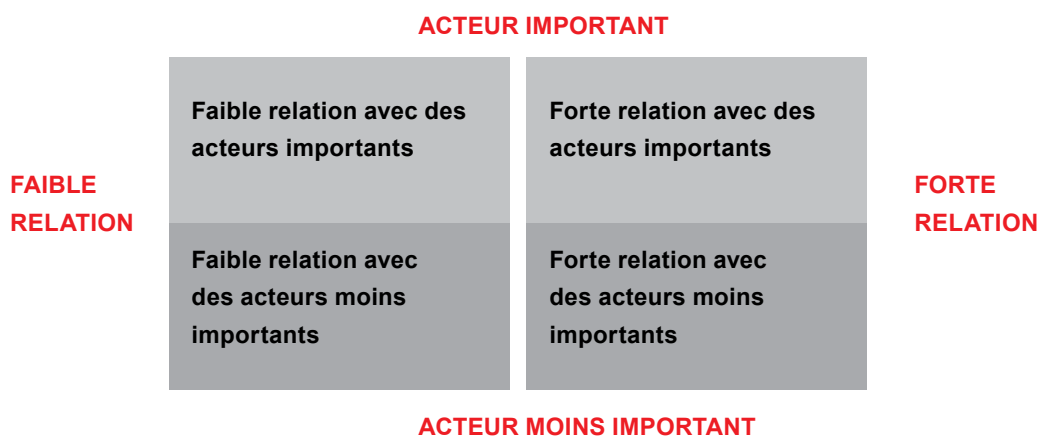 ACTEUR IMPORTANT
Faible relation avec des
acteurs importants
Forte relation avec des
acteurs importants
FAIBLE
RELATION
FORTE
RELATION
Faible relation avec
des acteurs moins
importants
Forte relation avec
des acteurs moins
importants
ACTEUR MOINS IMPORTANT